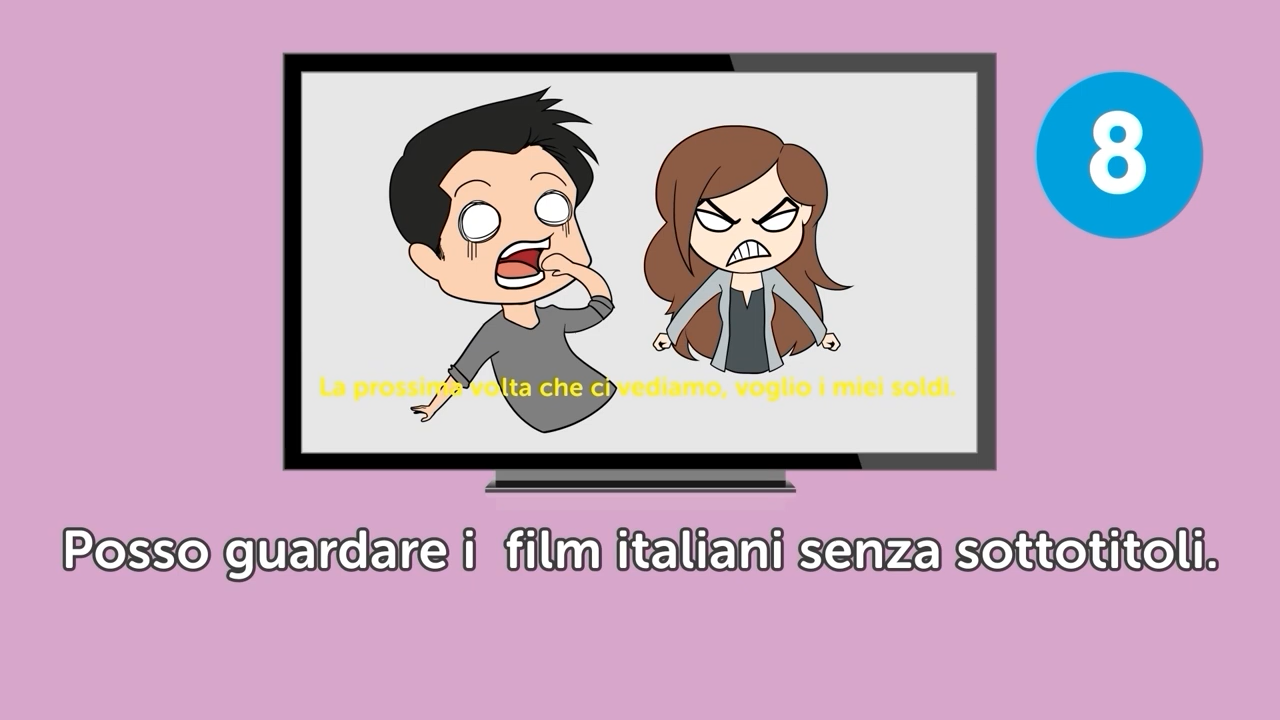 8
La prossima volta che ci vediamo, voglio i miei soldi.
Posso guardare i  film italiani senza sottotitoli.